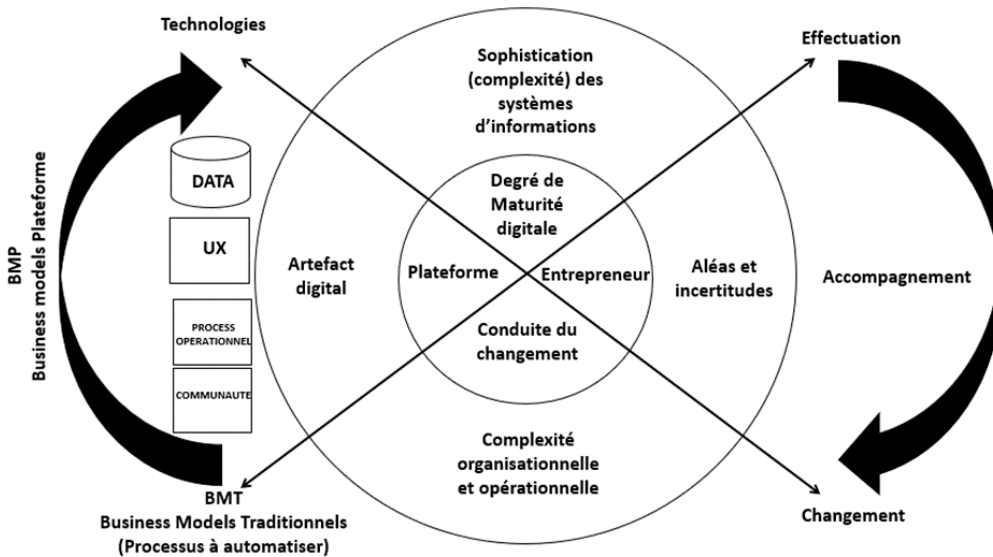 Technologies
Effectuation
Sophistication
(complexité) des
systèmes
d'informations
DATA
UX
PROCESS
OPERATIONNEL
COMMUNAUTE
BMP
Business models Plateforme
Artefact
digital
Degré de
Maturité
digitale
Plateforme
Entrepreneur
Conduite du
changement
Aléas et
incertitudes
Accompagnement
Complexité
organisationnelle
et opérationnelle
BMT
Business Models Traditionnels
(Processus à automatiser)
Changement